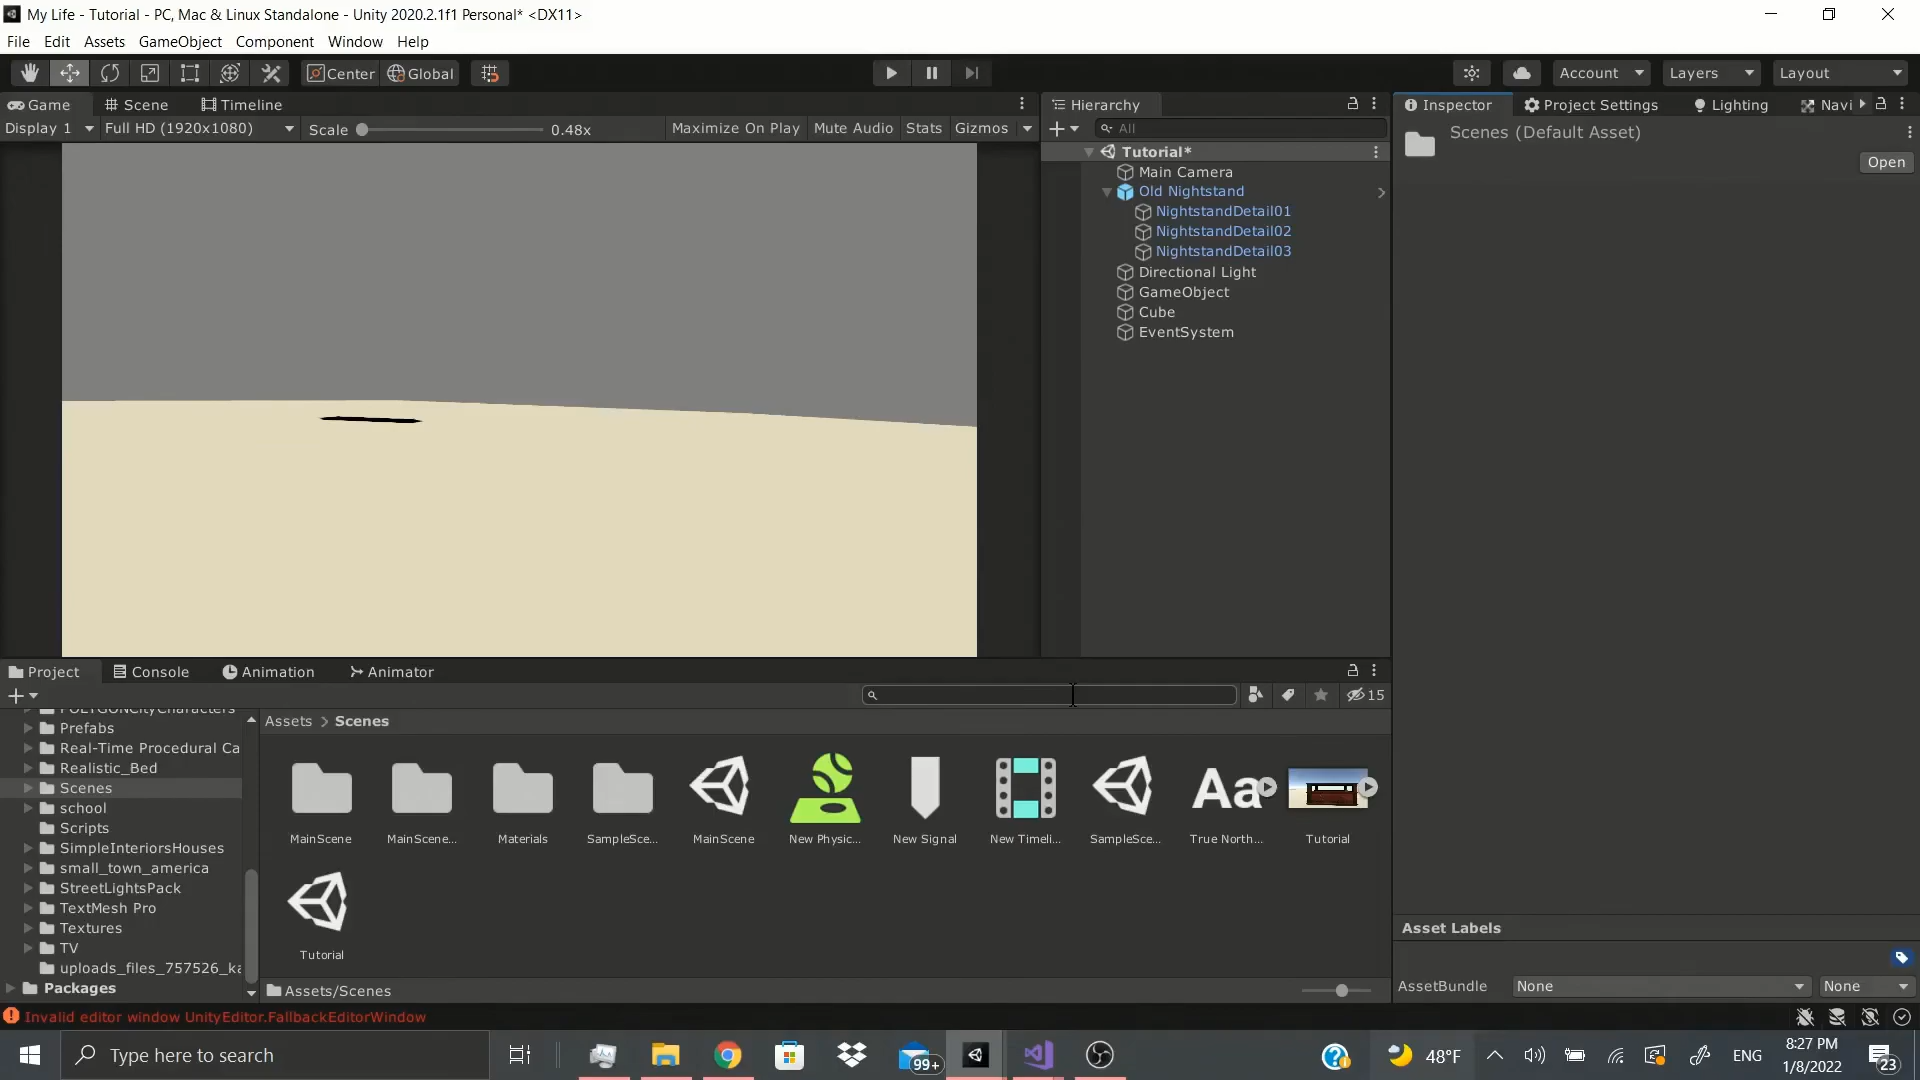 My Life - Tutorial - PC, Mac & Linux Standalone - Unity 2020.2.1f1 Personal* <DX11>
File Edit Assets GameObject Component Window Help
Center Global Account Layers Layout
Game Scene Timeline
Display 1 Full HD (1920x1080) Scale 0.48x Maximize On Play Mute Audio Stats Gizmos
Hierarchy
All
Tutorial*
Main Camera
Old Nightstand
NightstandDetail01
NightstandDetail02
NightstandDetail03
Directional Light
GameObject
Cube
EventSystem
Inspector Project Settings Lighting Navi
Scenes (Default Asset)
Open
Project Console Animation Animator
15
POLYGONCityCharacters
Prefabs
Real-Time Procedural Ca
Realistic_Bed
Scenes
school
Scripts
SimpleInteriorsHouses
small_town_america
StreetLightsPack
TextMesh Pro
Textures
TV
uploads_files_757526_ka
Packages
Assets > Scenes
Aa
MainScene MainScene... Materials SampleSce... MainScene New Physic... New Signal New Timeli... SampleSce... True North... Tutorial
Tutorial
Assets/Scenes
Asset Labels
AssetBundle None None
Invalid editor window UnityEditor.FallbackEditorWindow
Type here to search
99+
48°F
ENG
8:27 PM
1/8/2022
23